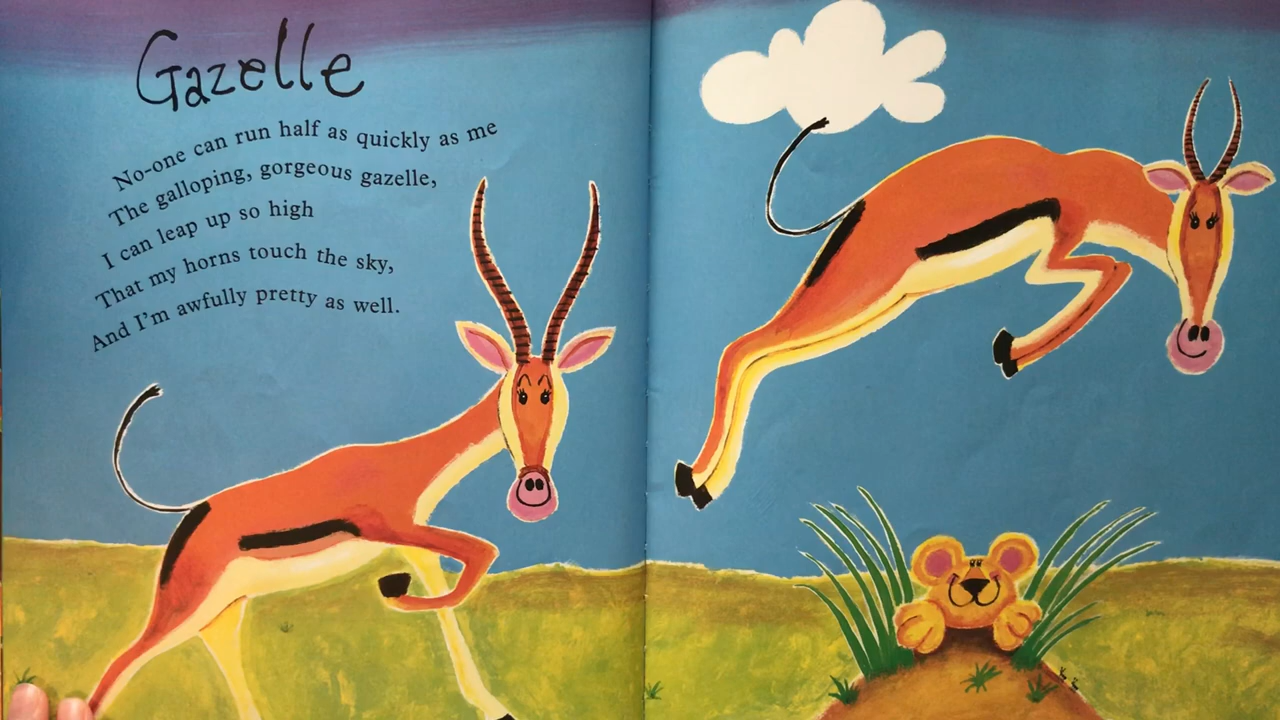 Gazelle
No-one can run half as quickly as me
The galloping, gorgeous gazelle,
I can leap up so high
That my horns touch the sky,
And I'm awfully pretty as well.